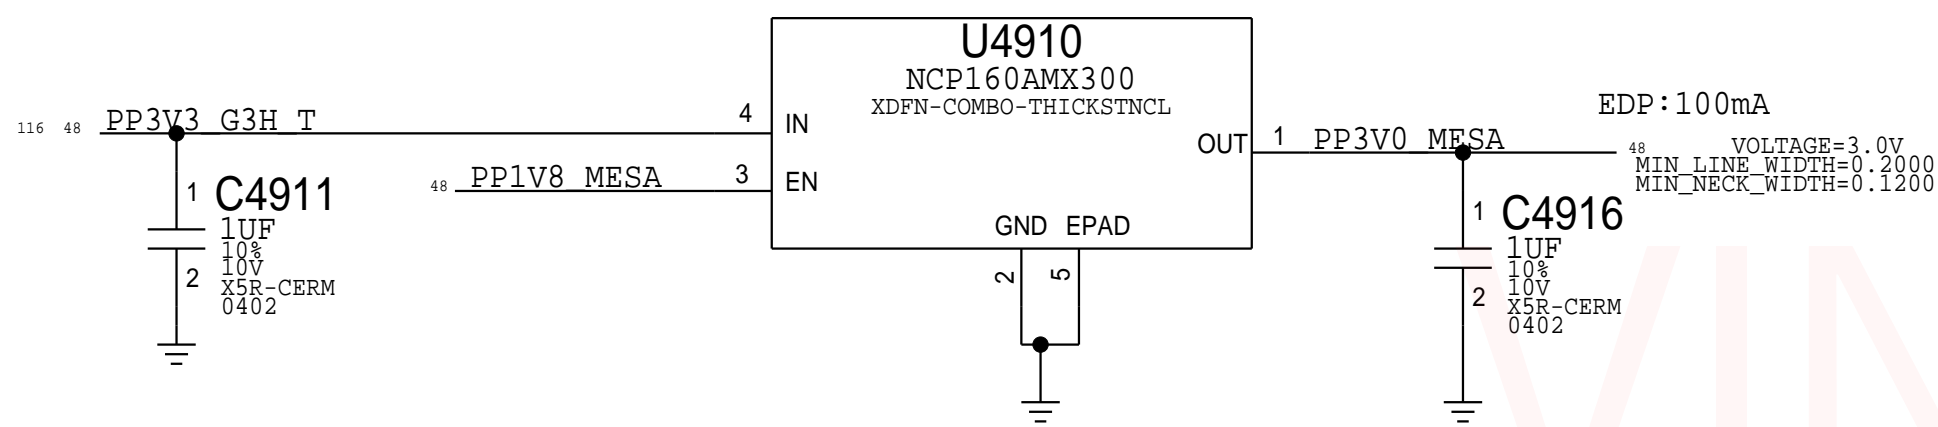 U4910
NCP160AMX300
XDFN-COMBO-THICKSTNCL
116 48 PP3V3_G3H_T
4
IN
48 PP1V8_MESA
3
EN
OUT
1
PP3V0_MESA
48
EDP:100mA
VOLTAGE=3.0V
MIN_LINE_WIDTH=0.2000
MIN_NECK_WIDTH=0.1200
GND EPAD
2
5
1
C4911
1UF
10%
10V
X5R-CERM
0402
2
1
C4916
1UF
10%
10V
X5R-CERM
0402
2
VIN